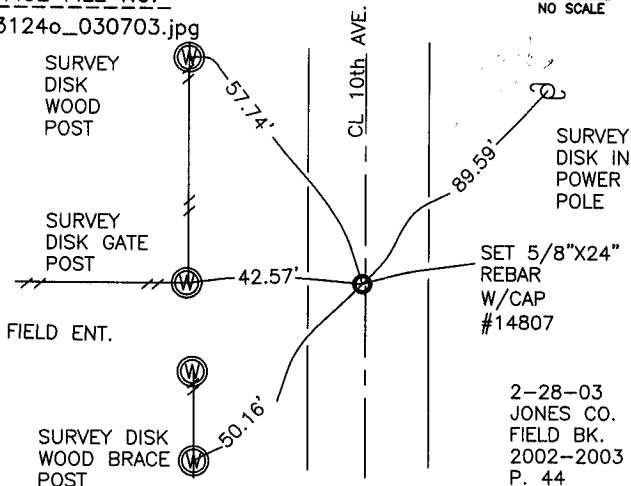 3124o_030703.jpg
NO SCALE
SURVEY
DISK
WOOD
POST
57.74'
CL 10th AVE.
89.59'
SURVEY
DISK IN
POWER
POLE
SURVEY
DISK GATE
POST
W
W
42.57'
SET 5/8"X24"
REBAR
W/CAP
#14807
FIELD ENT.
W
SURVEY DISK
WOOD BRACE
POST
W
50.16'
2-28-03
JONES CO.
FIELD BK.
2002-2003
P. 44